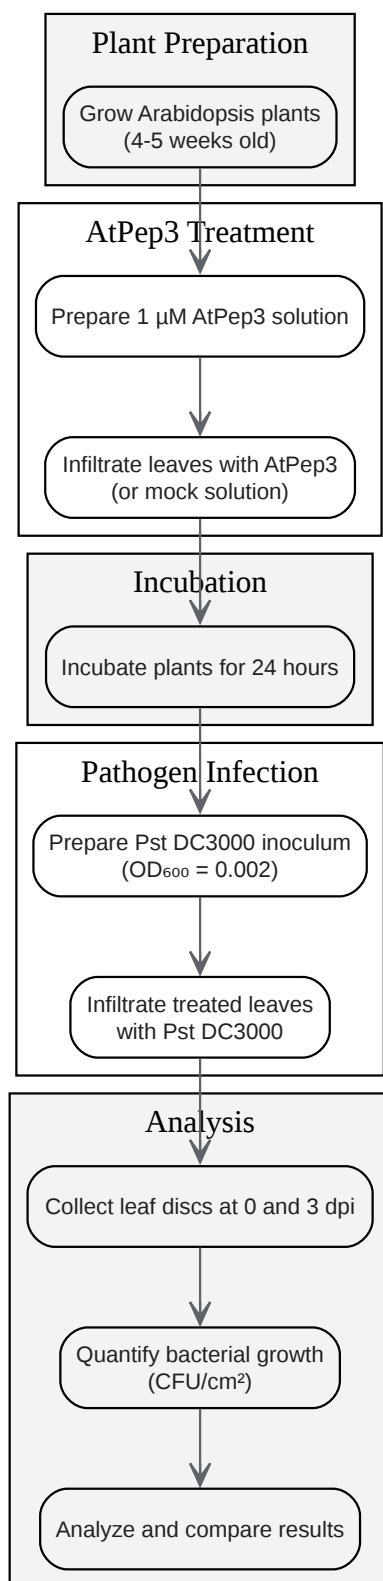 Plant Preparation
Grow Arabidopsis plants
(4-5 weeks old)
AtPep3 Treatment
Prepare 1 µM AtPep3 solution
Infiltrate leaves with AtPep3
(or mock solution)
Incubation
Incubate plants for 24 hours
Pathogen Infection
Prepare Pst DC3000 inoculum
(OD₆₀₀ = 0.002)
Infiltrate treated leaves
with Pst DC3000
Analysis
Collect leaf discs at 0 and 3 dpi
Quantify bacterial growth
(CFU/cm²)
Analyze and compare results